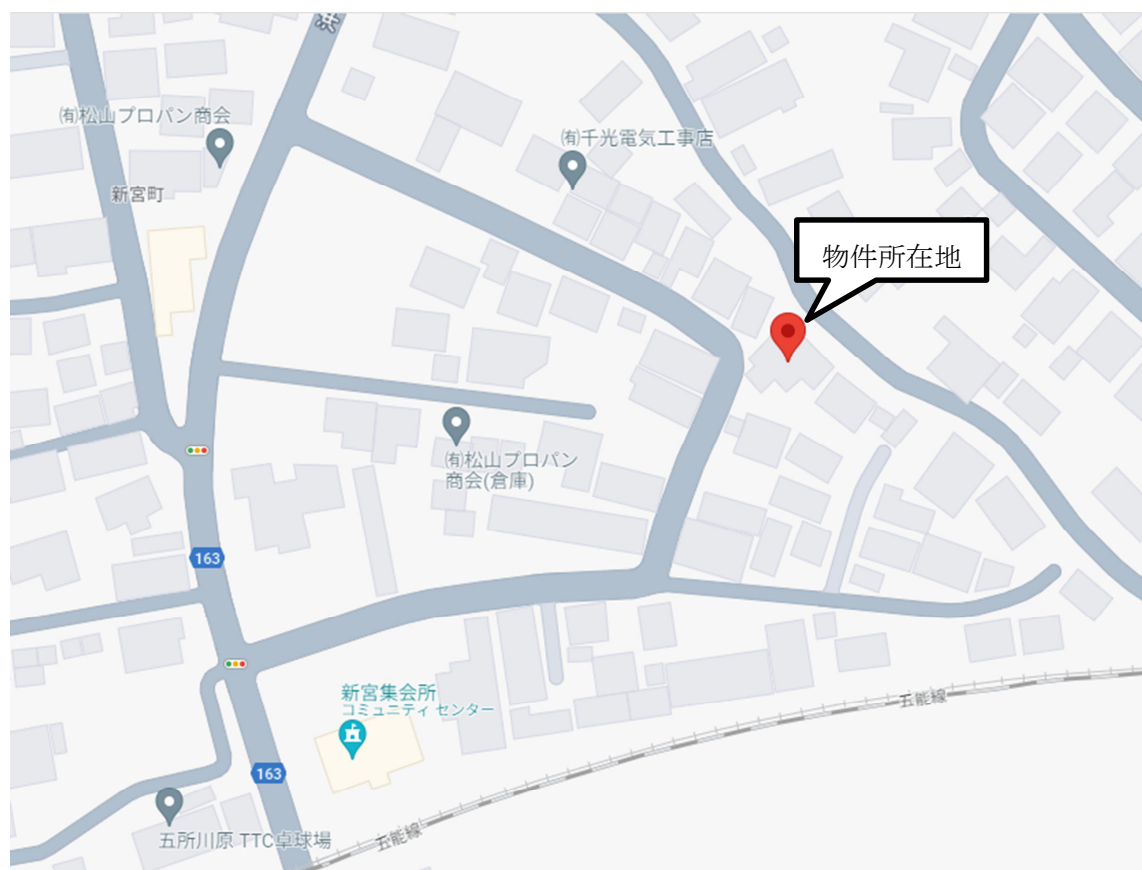 浜
㈲松山プロパン商会
㈲千光電気工事店
新宮町
物件所在地
㈲松山プロパン
商会(倉庫)
163
新宮集会所
コミュニティ センター
五能線
163
五所川原 TTC卓球場
五能線